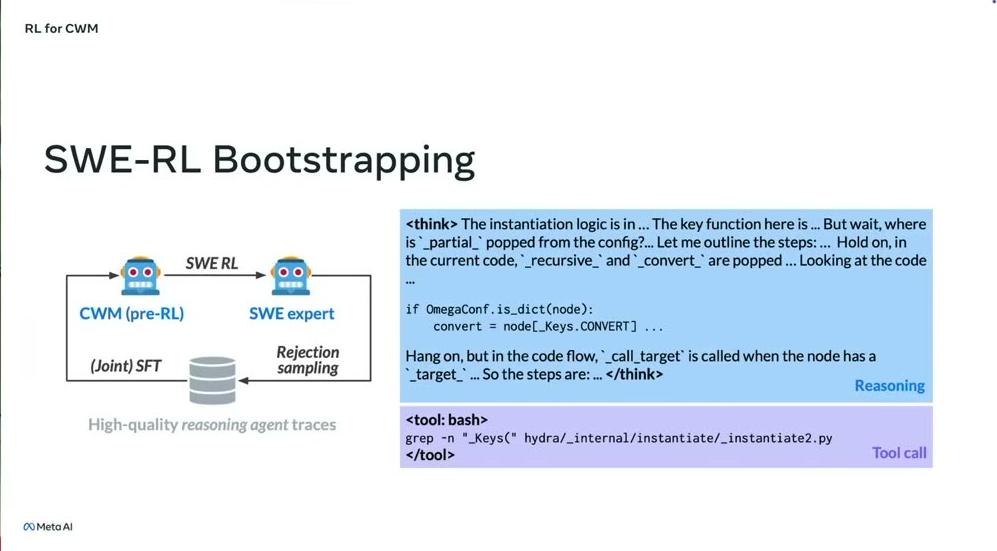 RL for CWM
SWE-RL Bootstrapping
SWE RL
CWM (pre-RL)
SWE expert
(Joint) SFT
Rejection
sampling
High-quality reasoning agent traces
<think> The instantiation logic is in ... The key function here is ... But wait, where
is `_partial_` popped from the config?... Let me outline the steps: ... Hold on, in
the current code, `_recursive_` and `_convert_` are popped ... Looking at the code
...
if OmegaConf.is_dict(node):
    convert = node[_Keys.CONVERT] ...
Hang on, but in the code flow, `_call_target` is called when the node has a
`_target_` ... So the steps are: ... </think>
Reasoning
<tool: bash>
grep -n "_Keys(" hydra/_internal/instantiate/_instantiate2.py
</tool>
Tool call
Meta AI